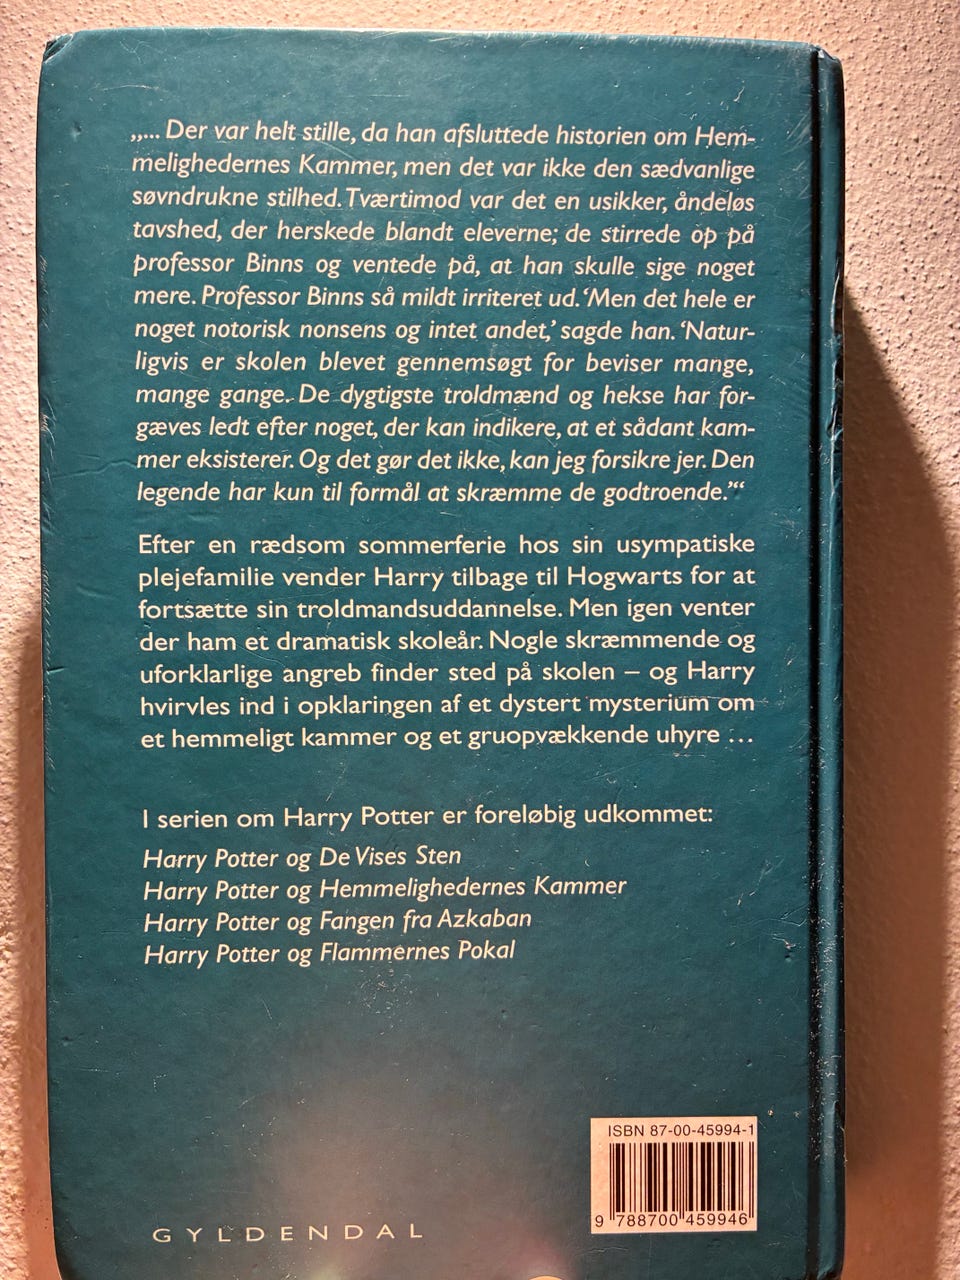 „... Der var helt stille, da han afsluttede historien om Hem-
melighedernes Kammer, men det var ikke den sædvanlige
søvndrukne stilhed. Tværtimod var det en usikker, åndeløs
tavshed, der herskede blandt eleverne; de stirrede op på
professor Binns og ventede på, at han skulle sige noget
mere. Professor Binns så mildt irriteret ud. ‘Men det hele er
noget notorisk nonsens og intet andet,’ sagde han. ‘Natur-
ligvis er skolen blevet gennemsøgt for beviser mange,
mange gange. De dygtigste troldmænd og hekse har for-
gæves ledt efter noget, der kan indikere, at et sådant kam-
mer eksisterer. Og det gør det ikke, kan jeg forsikre jer. Den
legende har kun til formål at skræmme de godtroende.’“
Efter en rædsom sommerferie hos sin usympatiske
plejefamilie vender Harry tilbage til Hogwarts for at
fortsætte sin troldmandsuddannelse. Men igen venter
der ham et dramatisk skoleår. Nogle skræmmende og
uforklarlige angreb finder sted på skolen – og Harry
hvirvles ind i opklaringen af et dystert mysterium om
et hemmeligt kammer og et gruopvækkende uhyre ...
I serien om Harry Potter er foreløbig udkommet:
Harry Potter og De Vises Sten
Harry Potter og Hemmelighedernes Kammer
Harry Potter og Fangen fra Azkaban
Harry Potter og Flammernes Pokal
ISBN 87-00-45994-1
9 788700 459946
GYLDENDAL